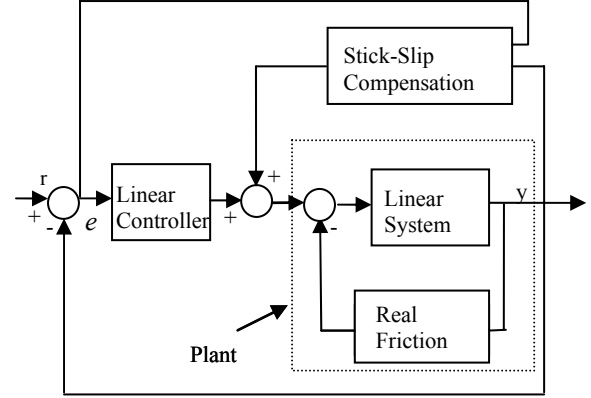 Stick-Slip
Compensation
r
+
-
e
Linear
Controller
+
+
-
Linear
System
y
Real
Friction
Plant